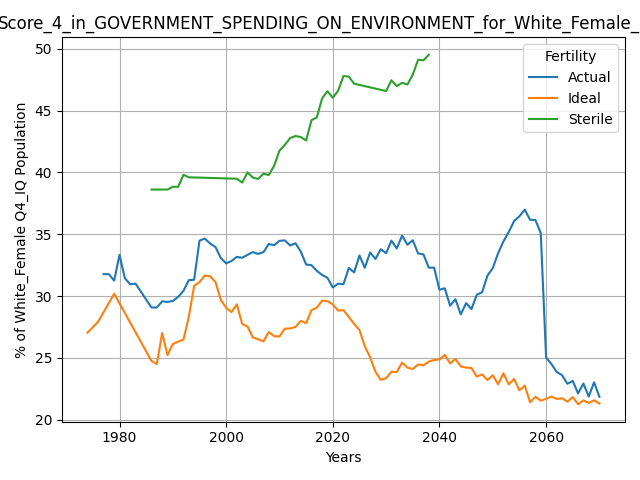 Score_4_in_GOVERNMENT_SPENDING_ON_ENVIRONMENT_for_White_Female_
50
45
40
35
30
25
20
% of White_Female Q4_IQ Population
Fertility
Actual
Ideal
Sterile
1980
2000
2020
2040
2060
Years